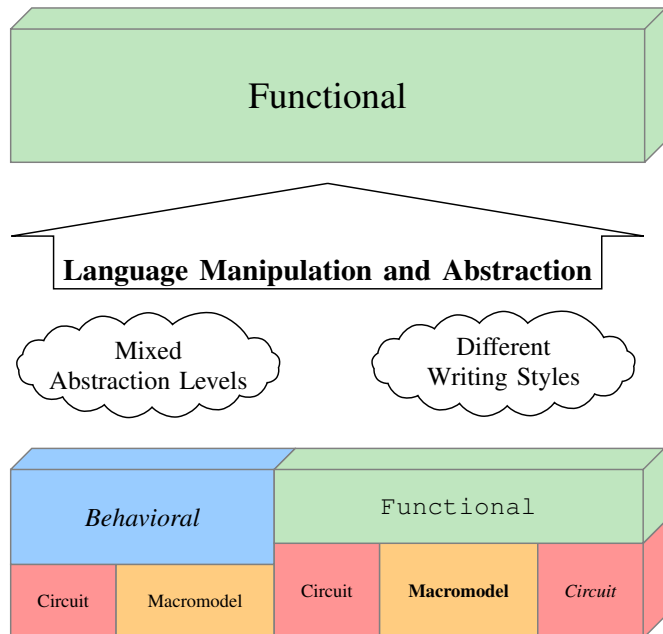 Functional
Language Manipulation and Abstraction
Mixed
Abstraction Levels
Different
Writing Styles
Behavioral
Functional
Circuit
Macromodel
Circuit
Macromodel
Circuit